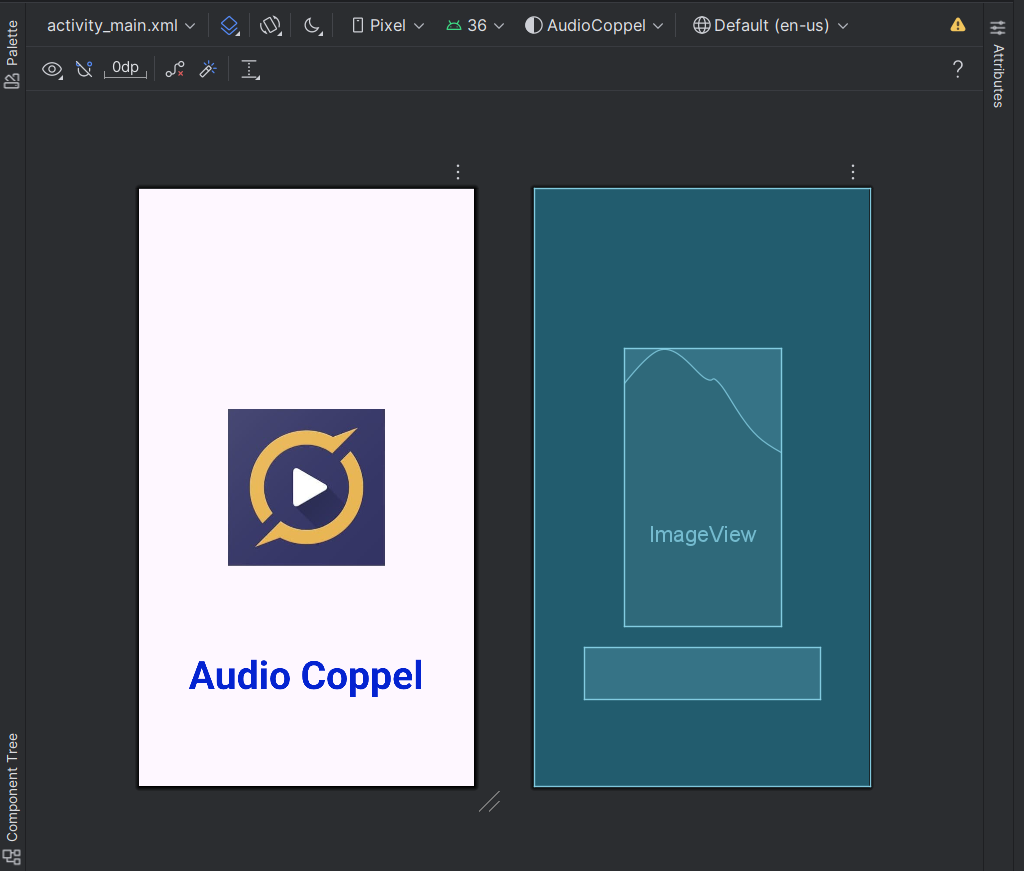 activity_main.xml
Pixel
36
AudioCoppel
Default (en-us)
Palette
0dp
?
Attributes
ImageView
Audio Coppel
Component Tree